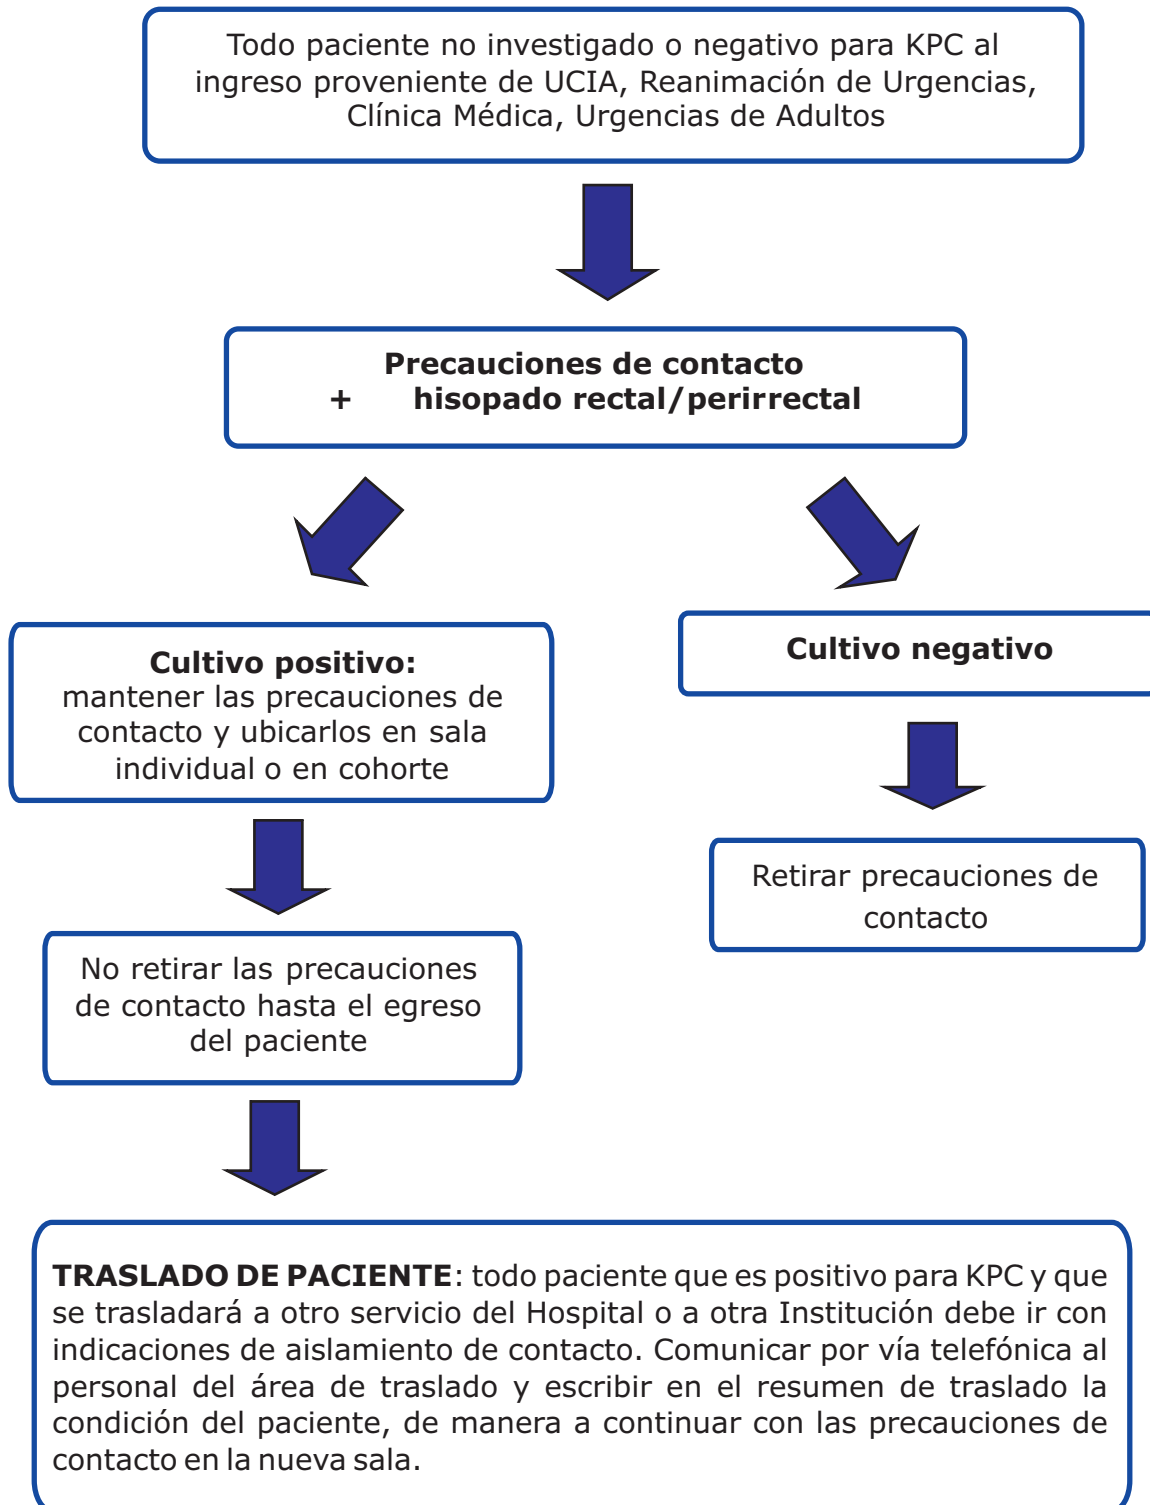 Todo paciente no investigado o negativo para KPC al
ingreso proveniente de UCIA, Reanimación de Urgencias,
Clínica Médica, Urgencias de Adultos
Precauciones de contacto
+ hisopado rectal/perirrectal
Cultivo positivo:
mantener las precauciones de
contacto y ubicarlos en sala
individual o en cohorte
Cultivo negativo
Retirar precauciones de
contacto
No retirar las precauciones
de contacto hasta el egreso
del paciente
TRASLADO DE PACIENTE: todo paciente que es positivo para KPC y que
se trasladará a otro servicio del Hospital o a otra Institución debe ir con
indicaciones de aislamiento de contacto. Comunicar por vía telefónica al
personal del área de traslado y escribir en el resumen de traslado la
condición del paciente, de manera a continuar con las precauciones de
contacto en la nueva sala.